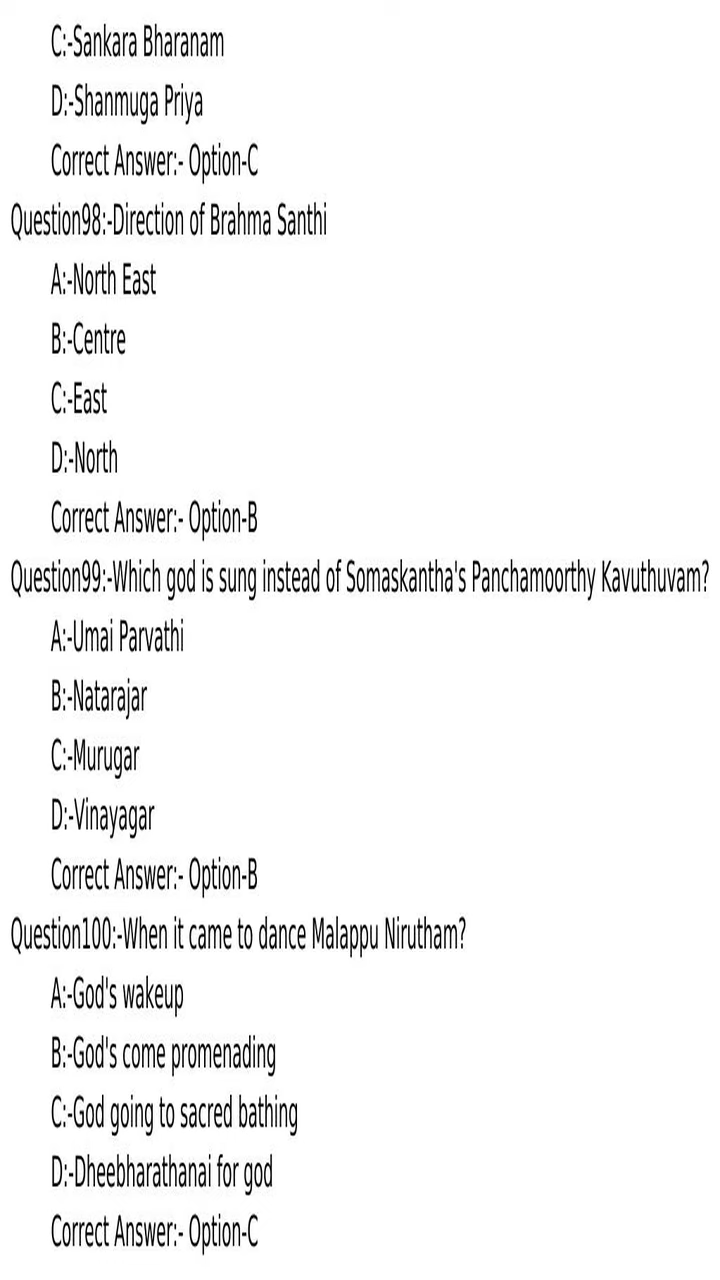 C:-Sankara Bharanam
D:-Shanmuga Priya
Correct Answer:- Option-C
Question98:-Direction of Brahma Santhi
A:-North East
B:-Centre
C:-East
D:-North
Correct Answer:- Option-B
Question99:-Which god is sung instead of Somaskantha's Panchamoorthy Kavuthuvam?
A:-Umai Parvathi
B:-Natarajar
C:-Murugar
D:-Vinayagar
Correct Answer:- Option-B
Question100:-When it came to dance Malappu Nirutham?
A:-God's wakeup
B:-God's come promenading
C:-God going to sacred bathing
D:-Dheebharathanai for god
Correct Answer:- Option-C